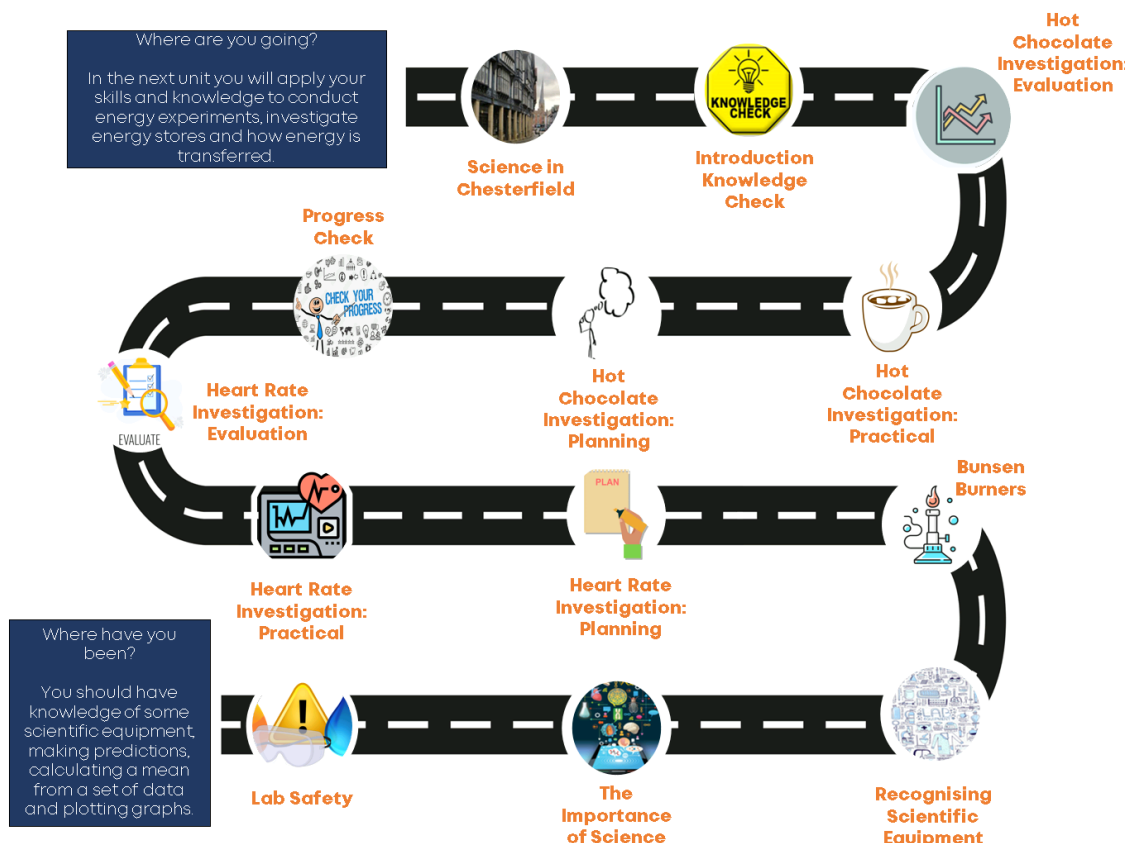 Where are you going?
In the next unit you will apply your
skills and knowledge to conduct
energy experiments, investigate
energy stores and how energy is
transferred.
Science in
Chesterfield
KNOWLEDGE
CHECK
Introduction
Knowledge
Check
Hot
Chocolate
Investigation:
Evaluation
Progress
Check
CHECK YOUR
PROGRESS
Hot
Chocolate
Investigation:
Planning
Hot
Chocolate
Investigation:
Practical
EVALUATE
Heart Rate
Investigation:
Evaluation
Heart Rate
Investigation:
Practical
PLAN
Heart Rate
Investigation:
Planning
Bunsen
Burners
Where have you
been?
You should have
knowledge of some
scientific equipment,
making predictions,
calculating a mean
from a set of data
and plotting graphs.
Lab Safety
The
Importance
of Science
Recognising
Scientific
Equipment